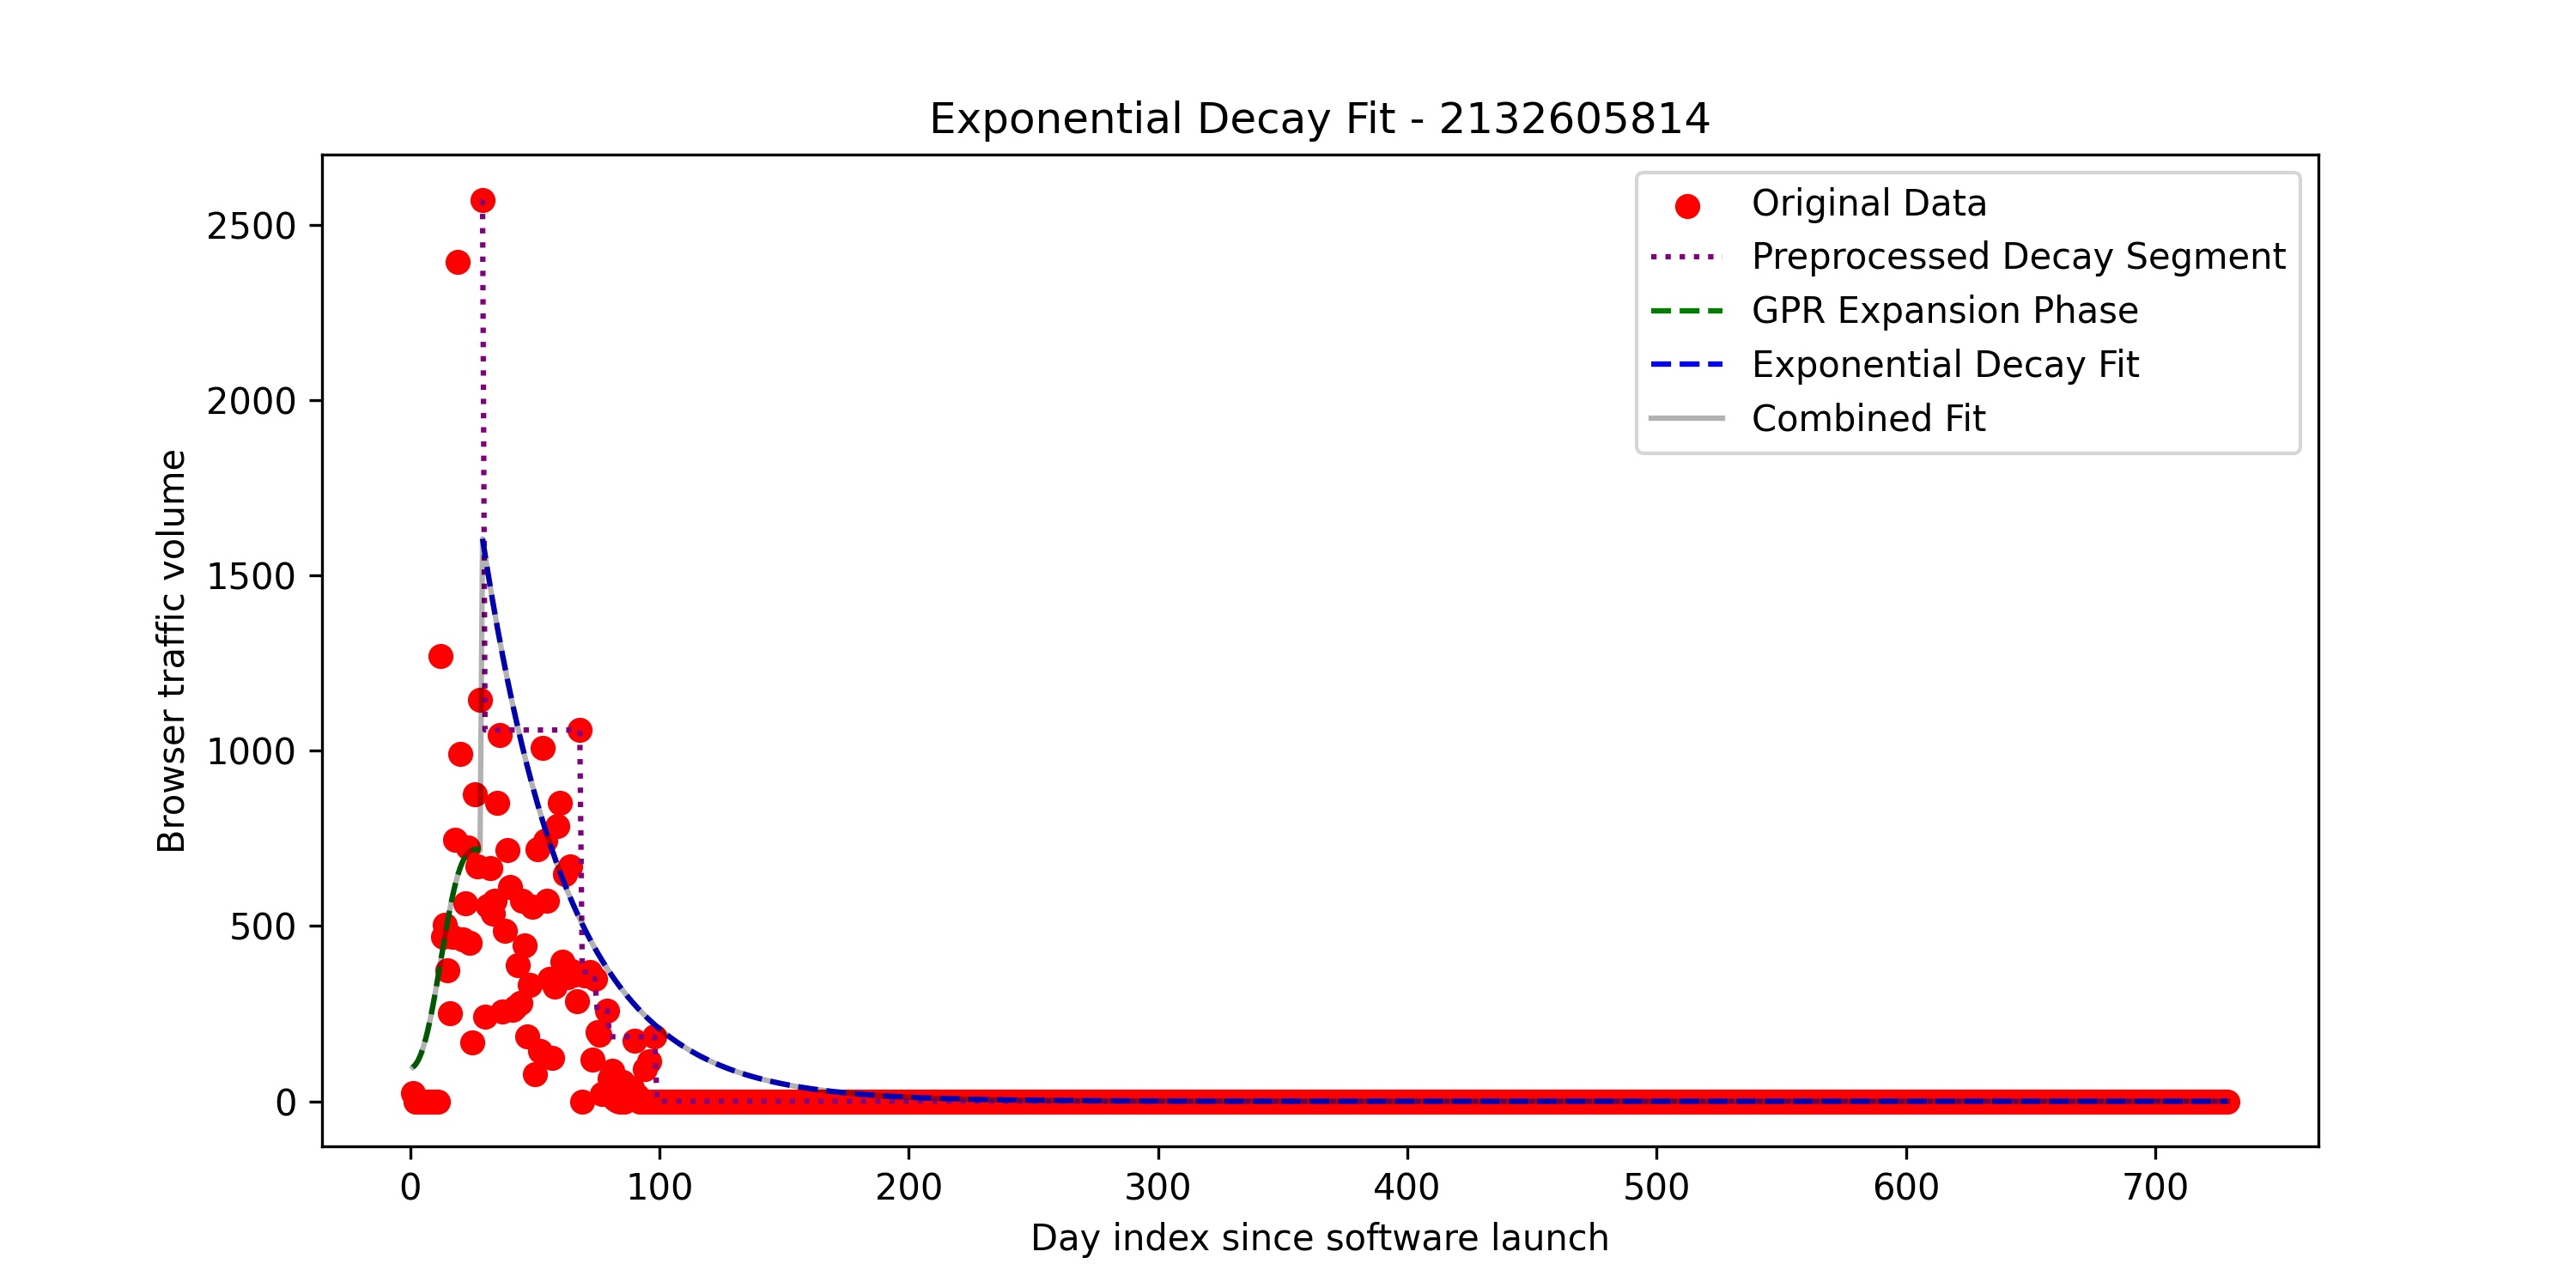 Exponential Decay Fit - 2132605814
Original Data
Preprocessed Decay Segment
GPR Expansion Phase
Exponential Decay Fit
Combined Fit
Browser traffic volume
2500
2000
1500
1000
500
0
0 100 200 300 400 500 600 700
Day index since software launch